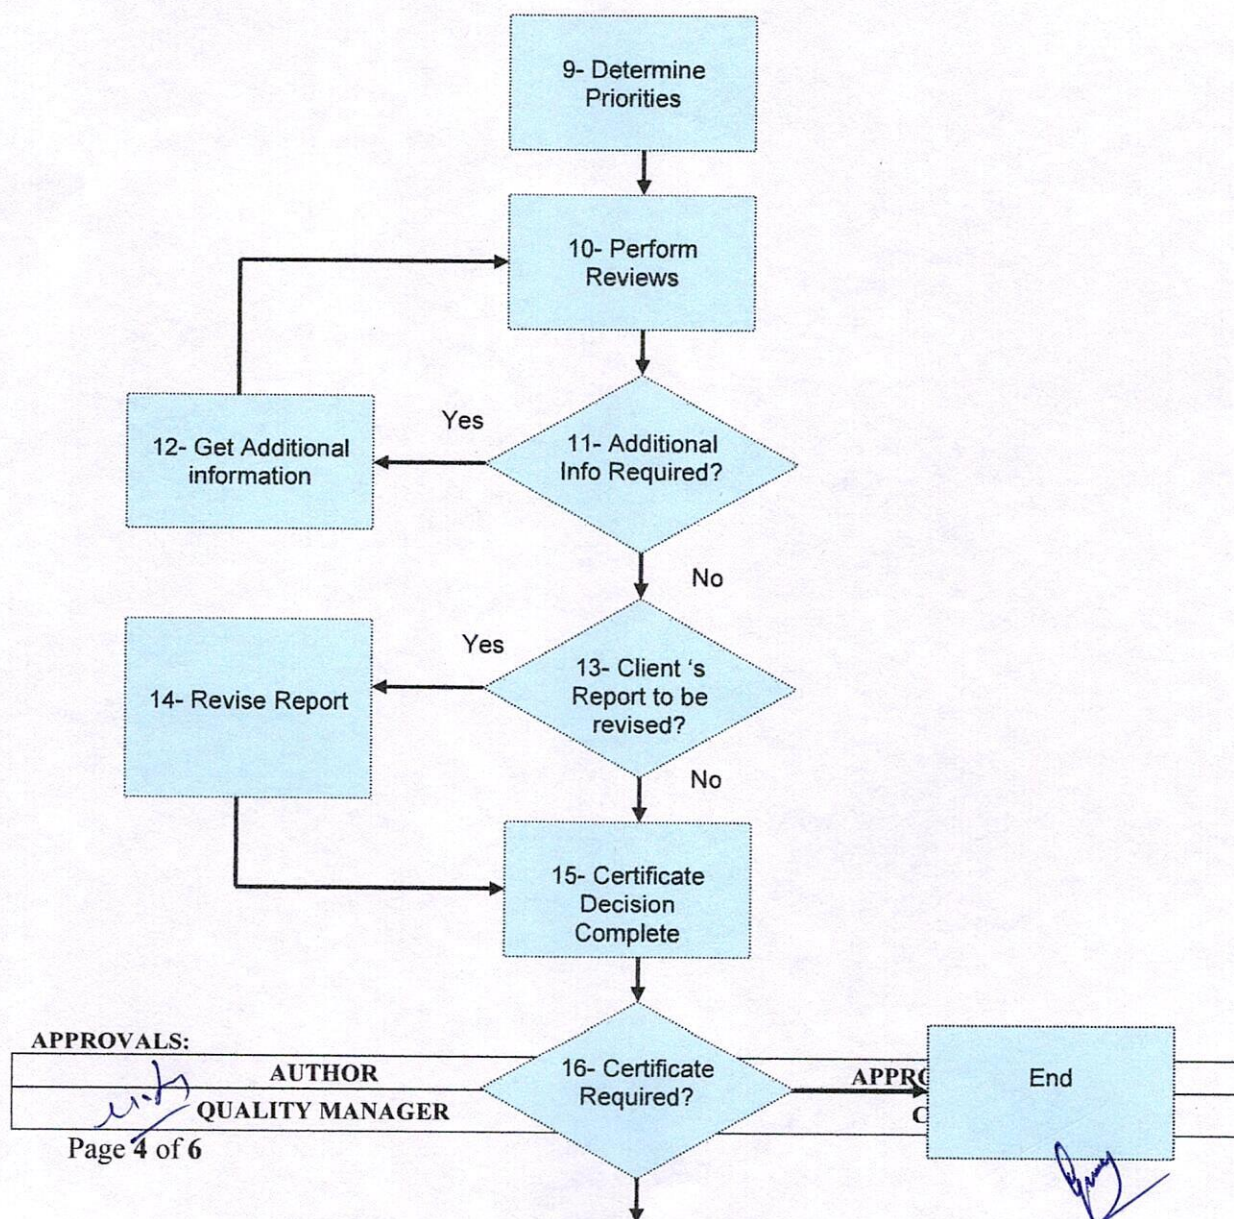 9- Determine
Priorities
10- Perform
Reviews
Yes
11- Additional
Info Required?
12- Get Additional
information
No
Yes
13- Client ‘s
Report to be
revised?
14- Revise Report
No
15- Certificate
Decision
Complete
APPROVALS:
16- Certificate
Required?
End
AUTHOR
QUALITY MANAGER
Page 4 of 6